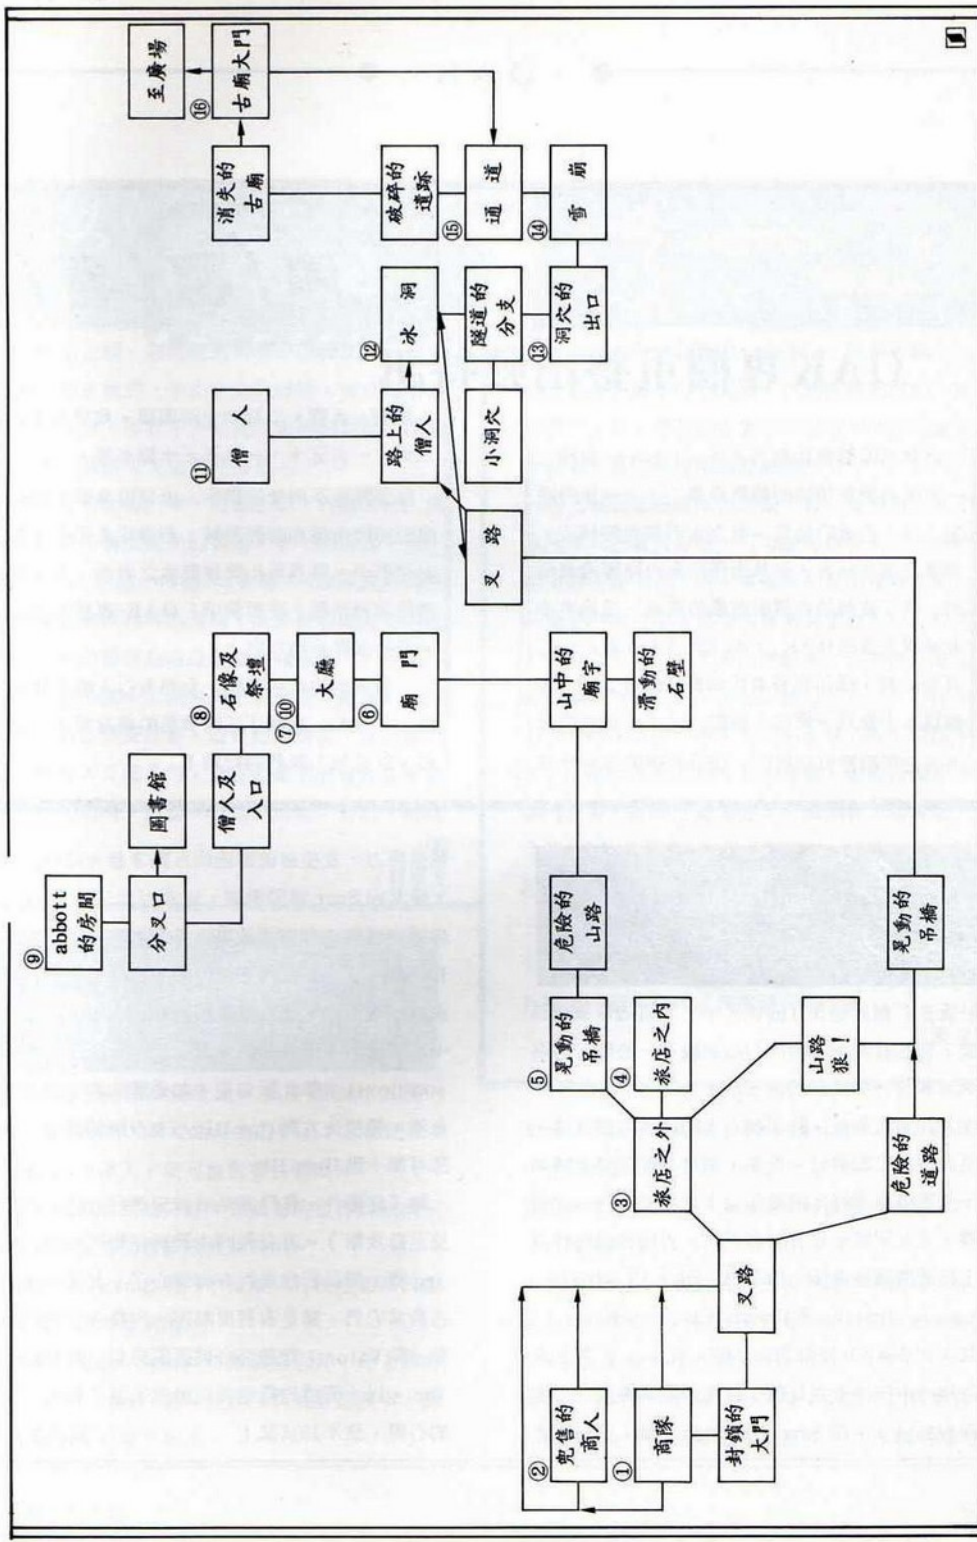 ⑨
abbott
的房間
分叉口
圖書館
至廣場
僧人及
入口
⑧
石像及
祭壇
⑪
僧人
消失的
古廟
⑯
古廟大門
⑦⑩
大廳
⑥
廟門
路上的
僧人
⑫
冰洞
破碎的
遺跡
叉路
小洞穴
隧道的
分支
⑮
通道
②
兜售的
商人
⑤
晃動的
吊橋
危險的
山路
山中的
廟宇
⑬
洞穴的
出口
⑭
雪崩
①
商隊
③
旅店之外
④
旅店之內
滑動的
封鎖的
大門
叉路
山路
狼！
危險的
道路
晃動的
吊橋